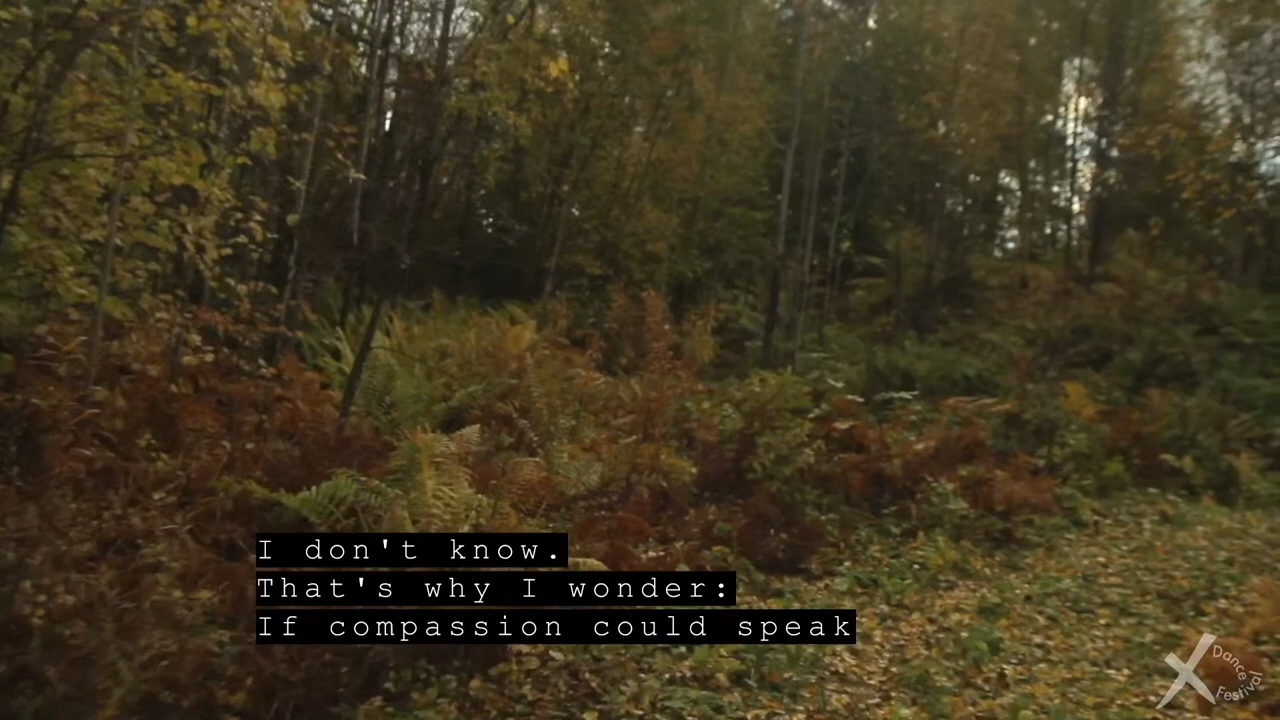 I don't know.
That's why I wonder:
If compassion could speak
X Dance
Festival